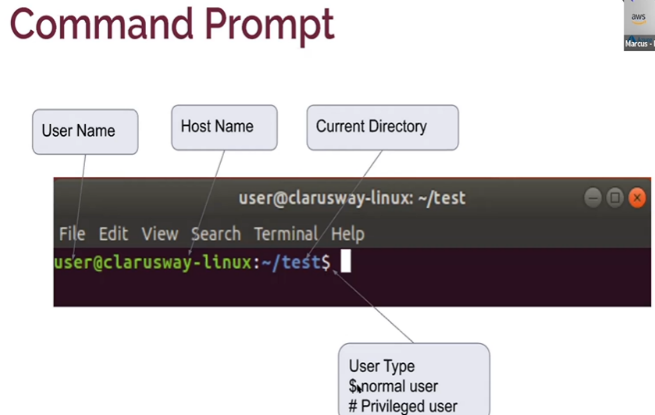 Command Prompt
aws
Marcus -
User Name
Host Name
Current Directory
user@clarusway-linux: ~/test
File Edit View Search Terminal Help
user@clarusway-linux:~/test$
User Type
$ normal user
# Privileged user